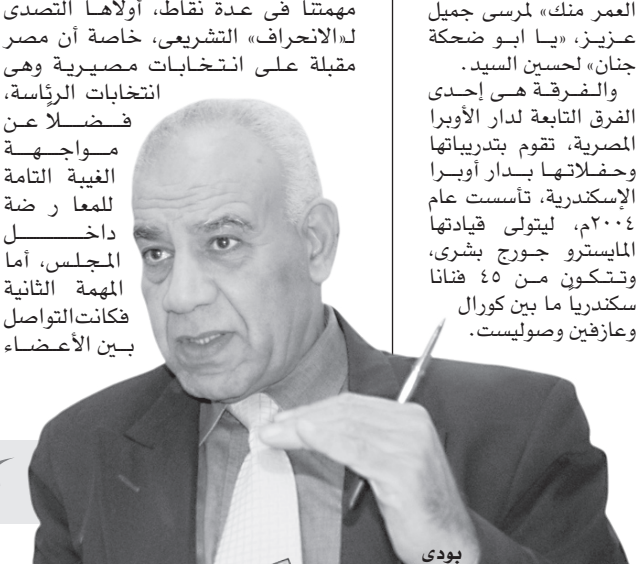 العمر منك» لمرسى جميل
عزيز، «يا ابو ضحكة
جنان» لحسين السيد.
والفرقة هى إحدى
الفرق التابعة لدار الأوبرا
المصرية، تقوم بتدريباتها
وحفلاتها بدار أوبرا
الإسكندرية، تأسست عام
٢٠٠٤م، ليتولى قيادتها
المايسترو جورج بشرى،
وتتكون من ٤٥ فنانا
سكندرياً ما بين كورال
وعازفين وصوليست.
مهمتنا فى عدة نقاط، أولاها التصدى
لـ«الانحراف» التشريعى، خاصة أن مصر
مقبلة على انتخابات مصيرية وهى
انتخابات الرئاسة،
فضلاً عن
مواجهة
الغيبة التامة
للمعا ر ضة
داخل
المجلس، أما
المهمة الثانية
فكانت التواصل
بين الأعضاء
بودى